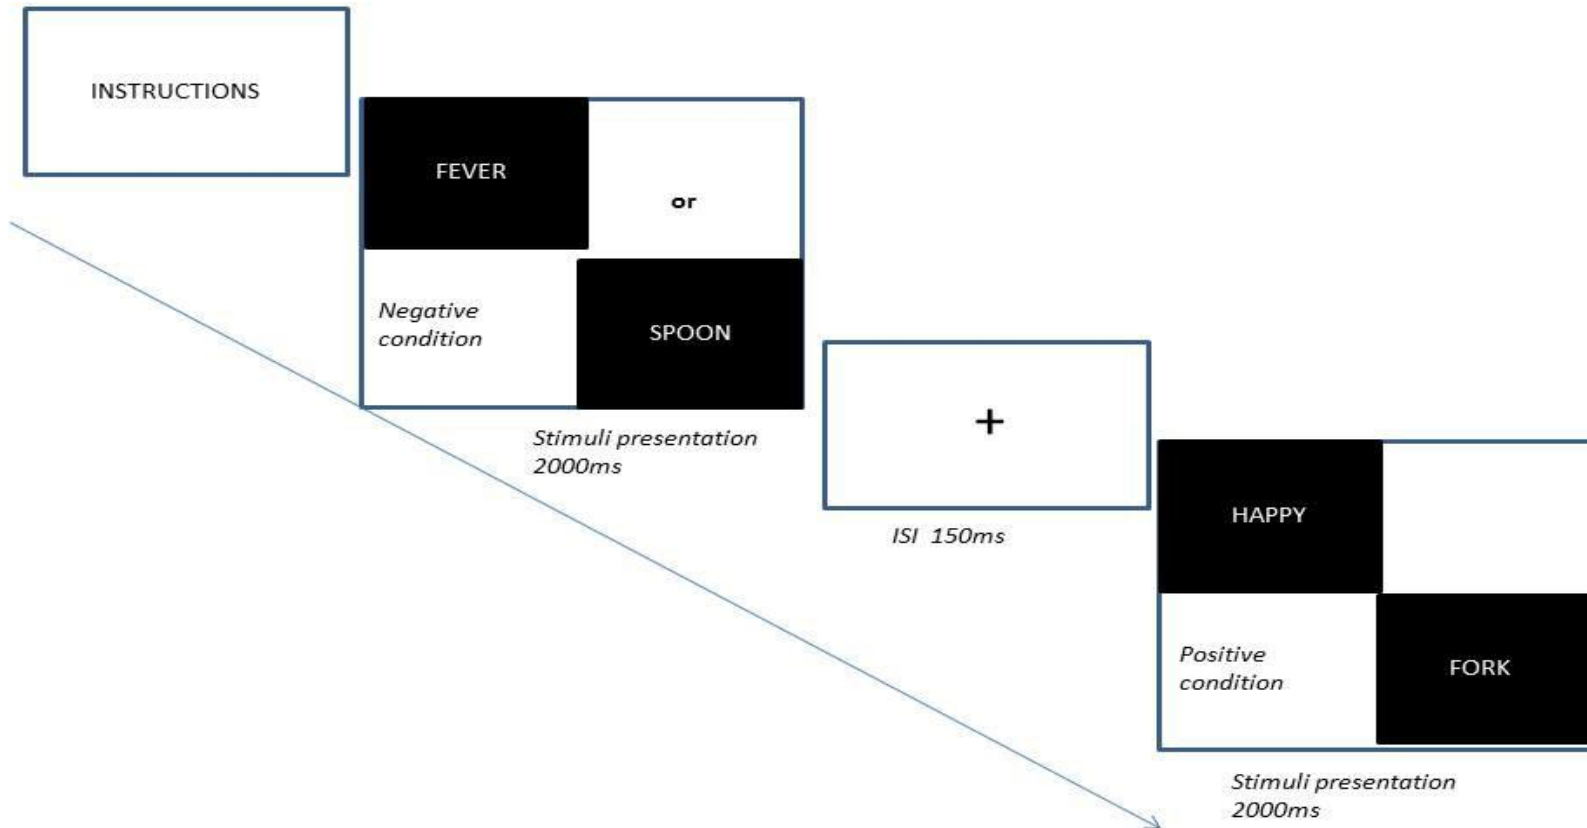 INSTRUCTIONS
FEVER
or
Negative
condition
SPOON
Stimuli presentation
2000ms
+
ISI 150ms
HAPPY
Positive
condition
FORK
Stimuli presentation
2000ms